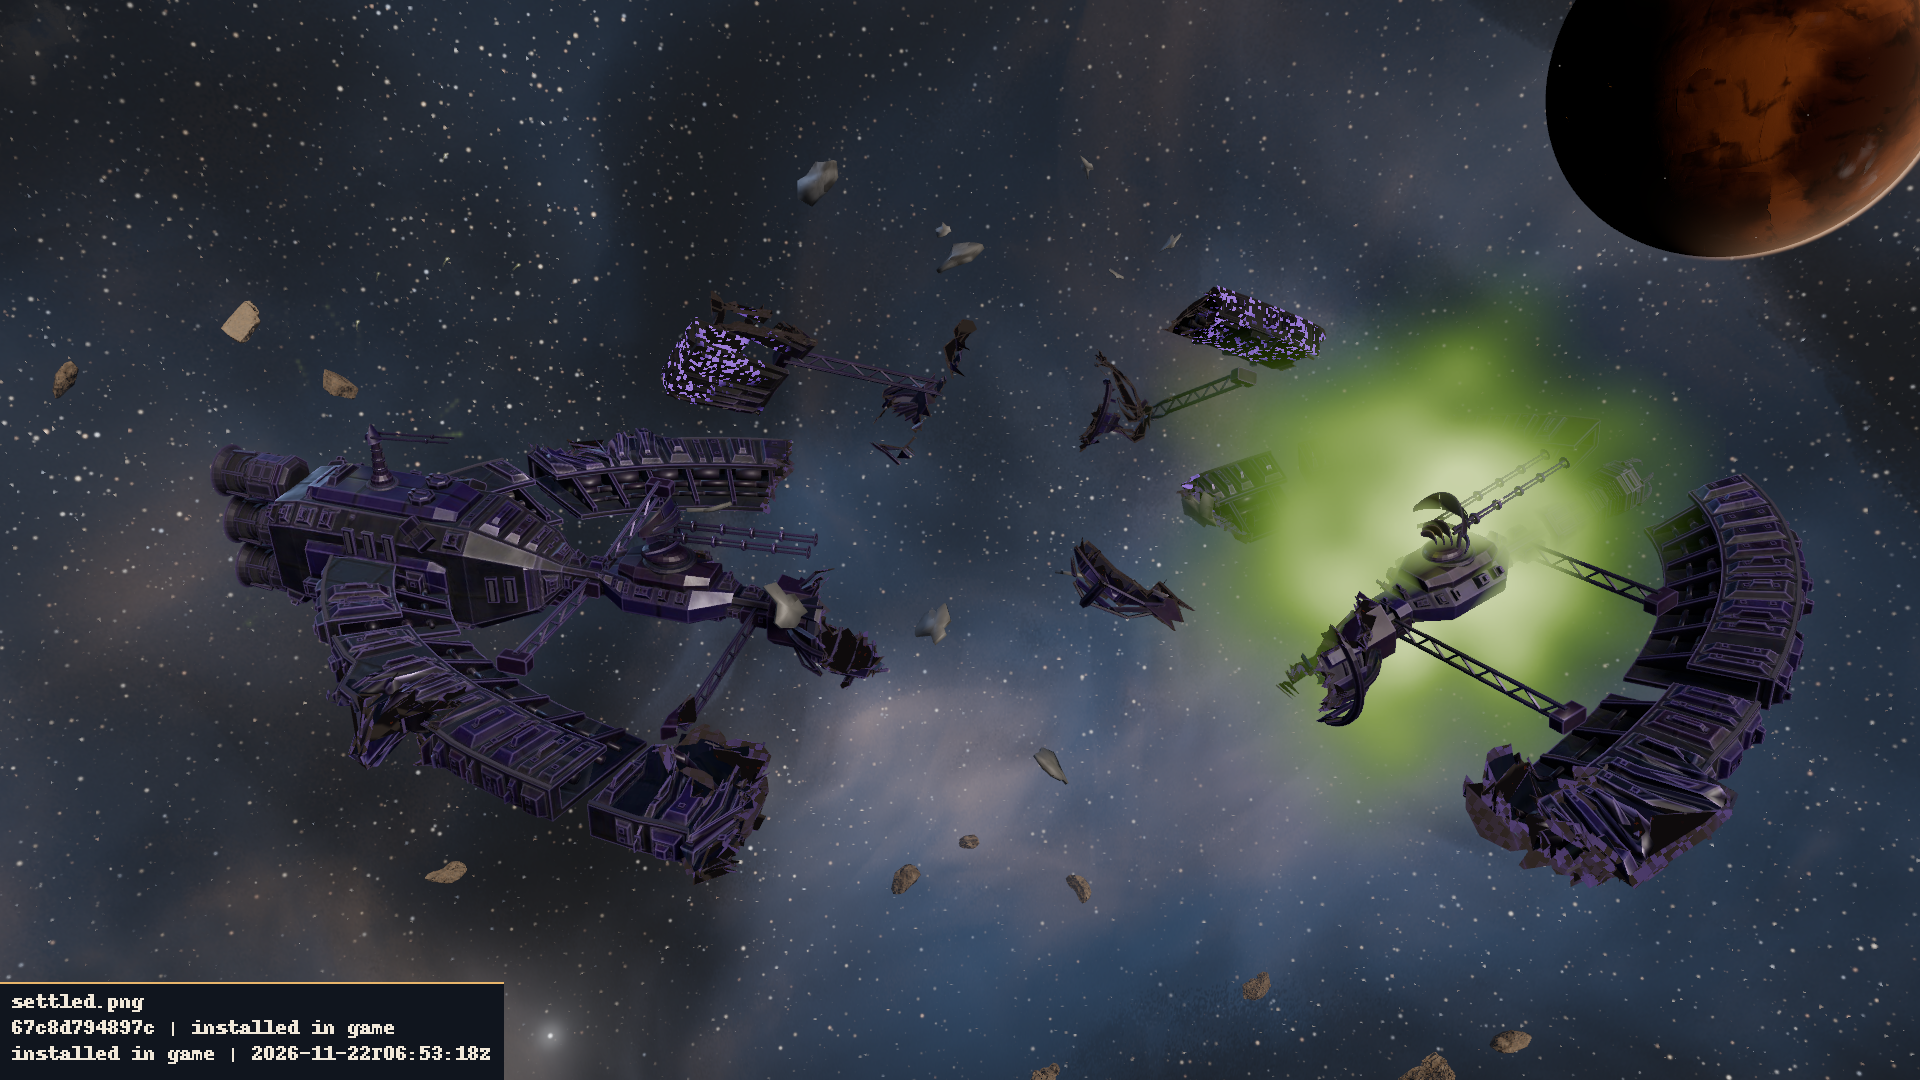 settled.png
67c8d794897c | installed in game
installed in game | 2026-11-22T06:53:18Z